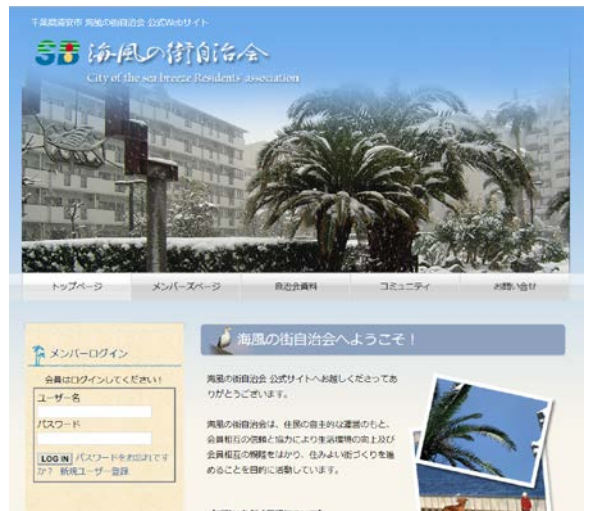 千葉県浦安市 海風の街自治会 公式Webサイト
海風の街自治会
City of the sea breeze Residents' association
トップページ
メンバーズページ
自治会資料
コミュニティ
お問い合せ
メンバーログイン
会員はログインしてください!
ユーザー名
パスワード
LOG IN パスワードをお忘れです
か? 新規ユーザー登録
海風の街自治会へようこそ!
海風の街自治会 公式サイトへお越しくださってあ
りがとうございます。
海風の街自治会は、住民の自主的な運営のもと、
会員相互の信頼と協力により生活環境の向上及び
会員相互の親睦をはかり、住みよい街づくりを進
めることを目的に活動しています。